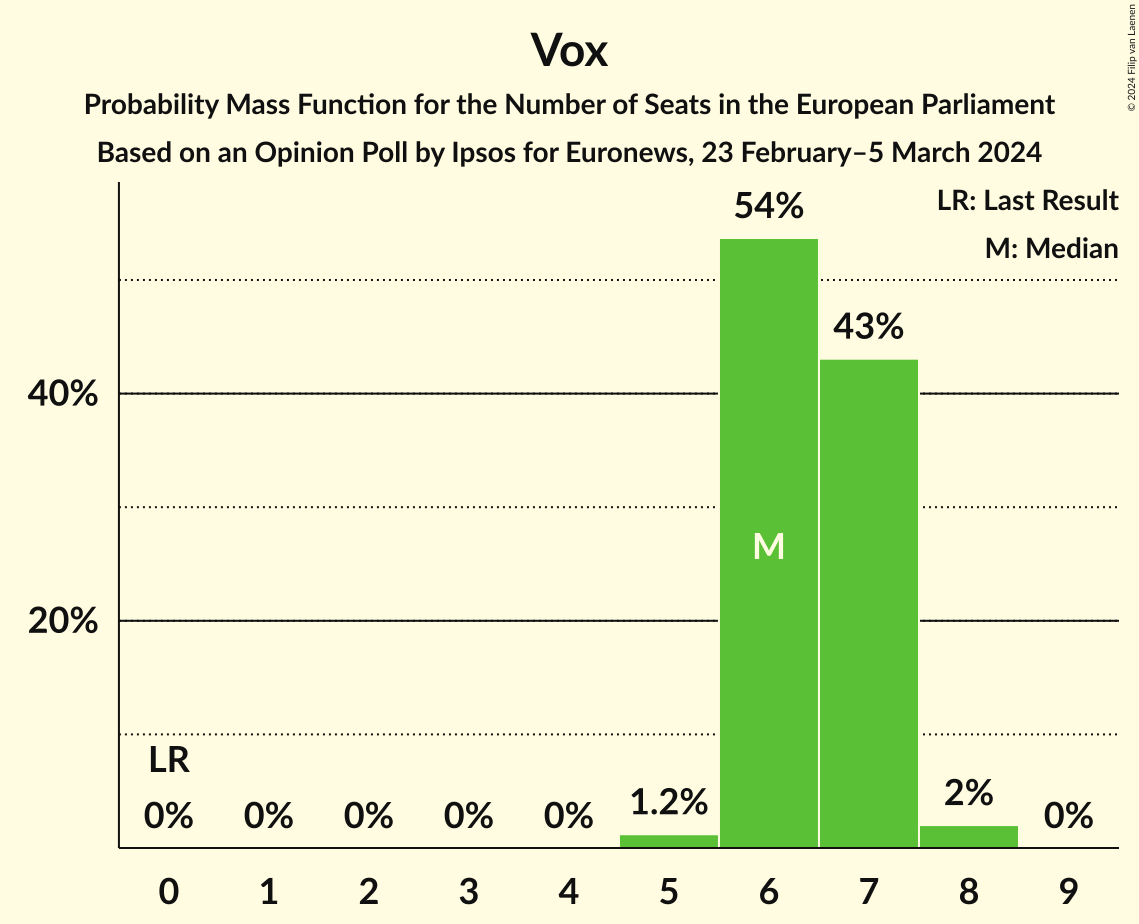 Vox
Probability Mass Function for the Number of Seats in the European Parliament
Based on an Opinion Poll by Ipsos for Euronews, 23 February–5 March 2024
© 2024 Filip van Laenen
LR: Last Result
M: Median
54%
43%
40%
M
20%
LR
0% 0% 0% 0% 0% 1.2% 2% 0%
0 1 2 3 4 5 6 7 8 9